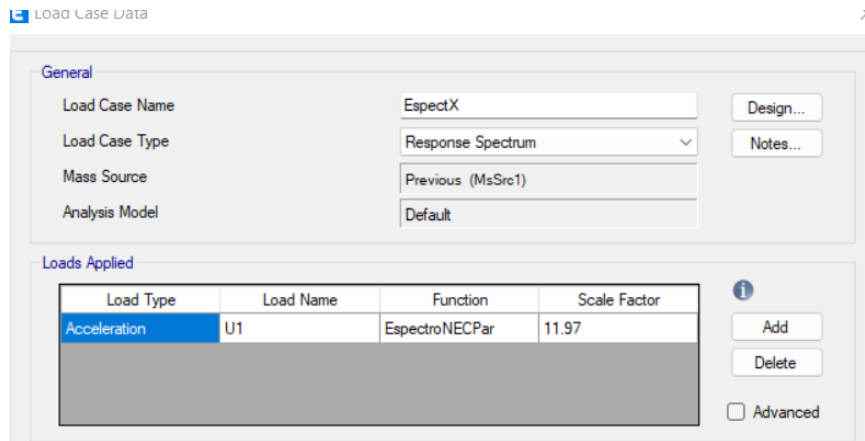 Load Case Data
General
Load Case Name EspectX Design...
Load Case Type Response Spectrum Notes...
Mass Source Previous (MsSrc1)
Analysis Model Default
Loads Applied
Load Type Load Name Function Scale Factor
Acceleration U1 EspectroNECPar 11.97
Add
Delete
Advanced